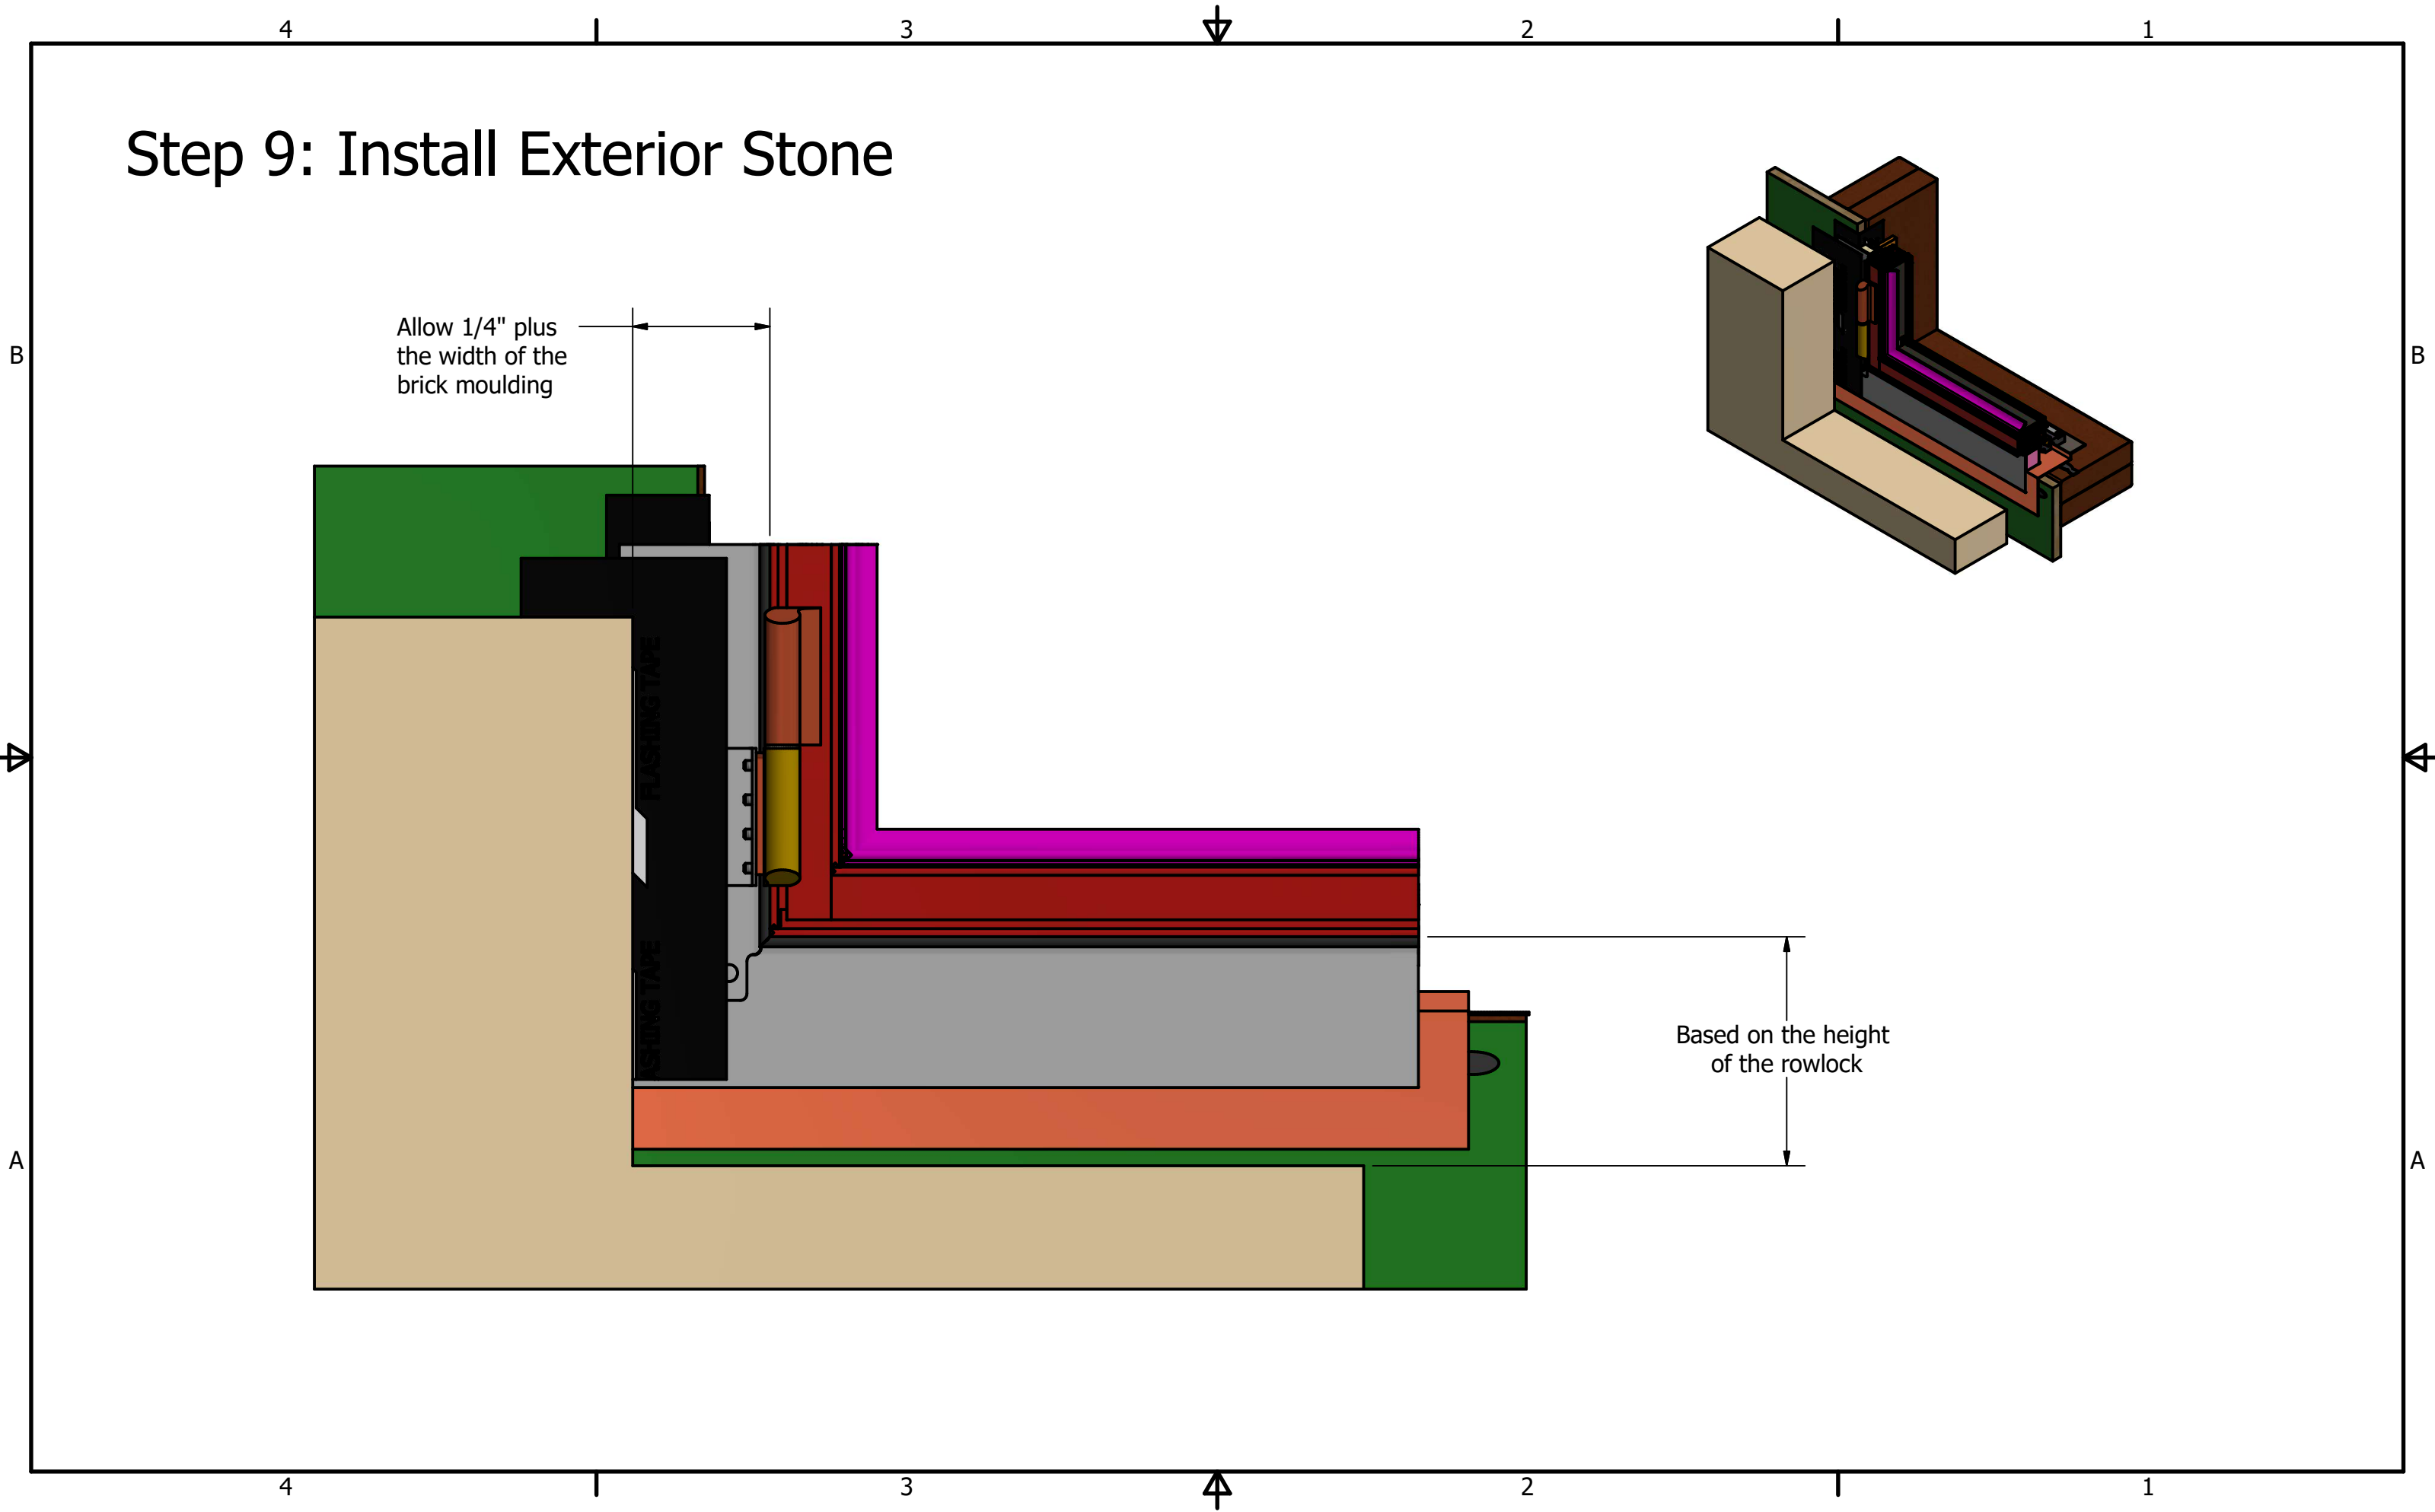 4 3 2 1
Step 9: Install Exterior Stone
Allow 1/4" plus
the width of the
brick moulding
B B
FLASHING TAPE
ASHING TAPE
Based on the height
of the rowlock
A A
4 3 2 1